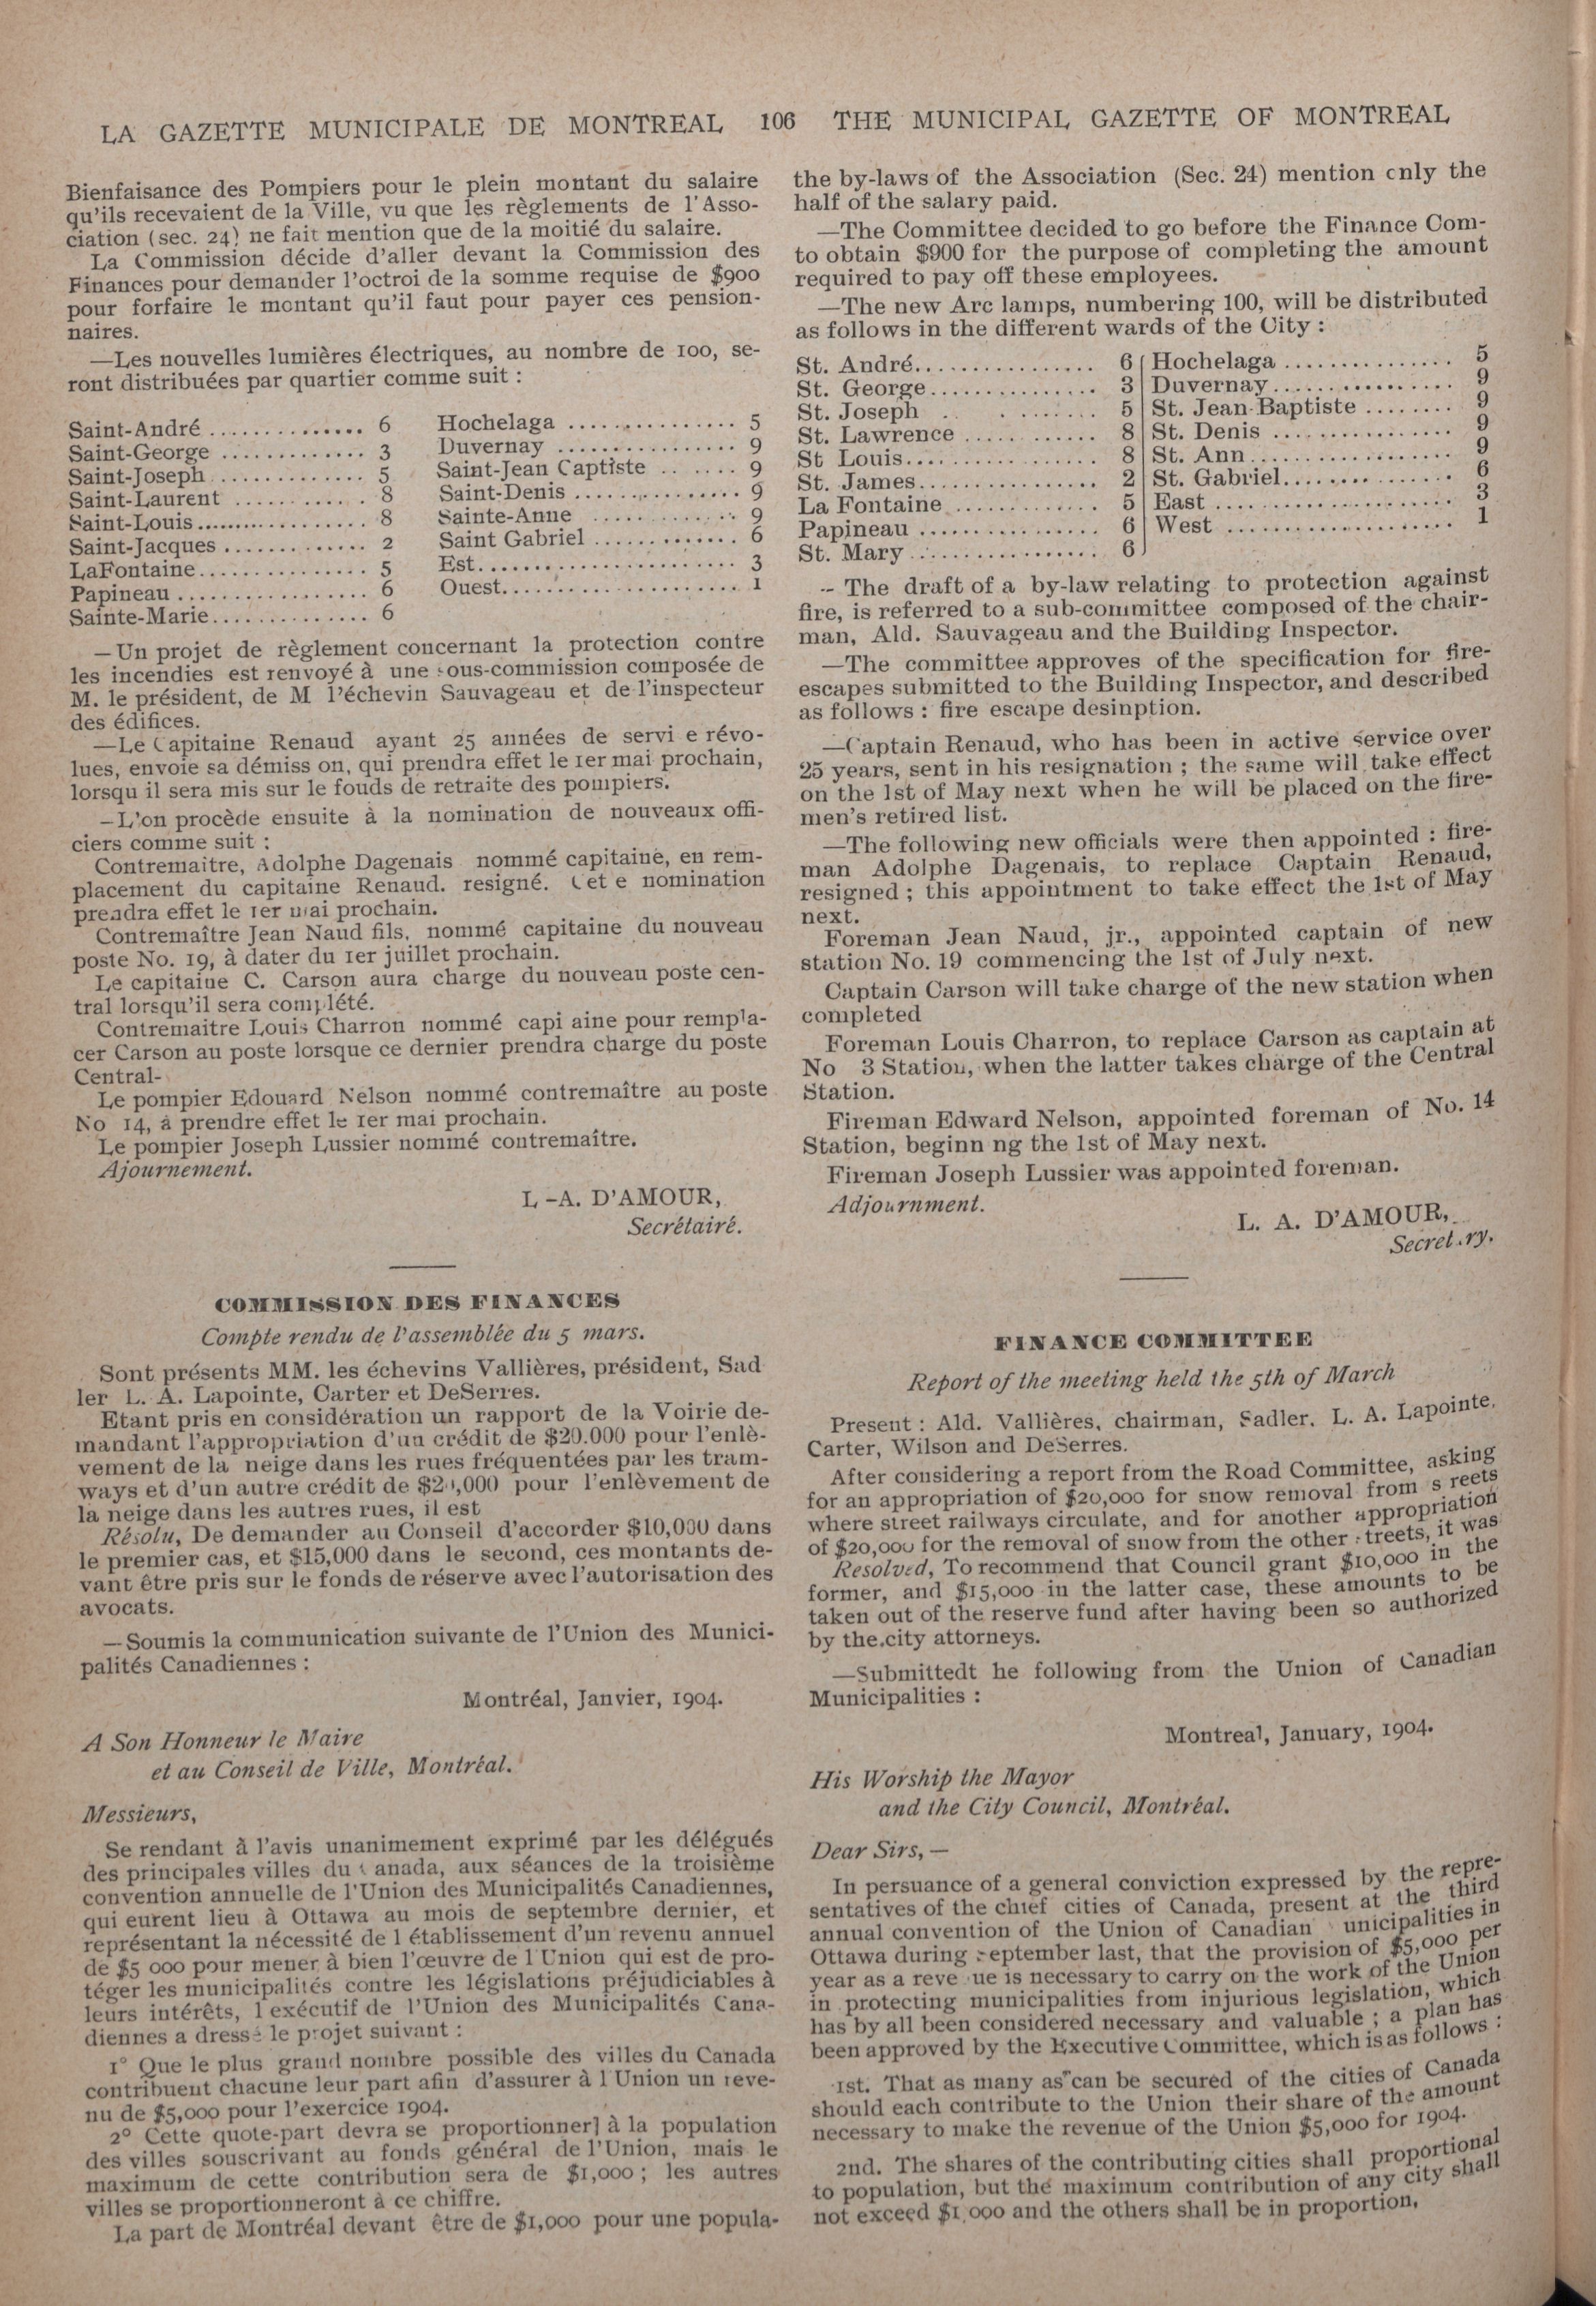 LA GAZETTE MUNICIPALE DE MONTREAL 106 THE MUNICIPAL GAZETTE OF MONTREAL
Bienfaisance des Pompiers pour le plein montant du salaire
qu'ils recevaient de la Ville, vu que les règlements de l'Asso-
ciation (sec. 24) ne fait mention que de la moitié du salaire.
La Commission décide d'aller devant la Commission des
Finances pour demander l'octroi de la somme requise de $900
pour forfaire le montant qu'il faut pour payer ces pension-
naires.
—Les nouvelles lumières électriques, au nombre de 100, se-
ront distribuées par quartier comme suit :
Saint-André .............. 6 Hochelaga ............... 5
Saint-George ............. 3 Duvernay ................ 9
Saint-Joseph .............. 5 Saint-Jean Captiste .. ..... 9
Saint-Laurent ............ 8 Saint-Denis ............... 9
Saint-Louis................. 8 Sainte-Anne ............. 9
Saint-Jacques ............. 2 Saint Gabriel ............. 6
LaFontaine............... 5 Est........................ 3
Papineau ................. 6 Ouest...................... 1
Sainte-Marie.............. 6
—Un projet de règlement concernant la protection contre
les incendies est renvoyé à une ous-commission composée de
M. le président, de M l'échevin Sauvageau et de l'inspecteur
des édifices.
—Le Capitaine Renaud ayant 25 années de servi e révo-
lues, envoie sa démiss on, qui prendra effet le 1er mai prochain,
lorsqu il sera mis sur le fouds de retraite des pompiers.
—L'on procède ensuite à la nomination de nouveaux offi-
ciers comme suit :
Contremaitre, Adolphe Dagenais nommé capitaine, en rem-
placement du capitaine Renaud. resigné. Cet e nomination
prendra effet le 1er mai prochain.
Contremaître Jean Naud fils, nommé capitaine du nouveau
poste No. 19, à dater du 1er juillet prochain.
Le capitaine C. Carson aura charge du nouveau poste cen-
tral lorsqu'il sera complété.
Contremaitre Louis Charron nommé capi aine pour rempla-
cer Carson au poste lorsque ce dernier prendra charge du poste
Central-
Le pompier Edouard Nelson nommé contremaître au poste
No 14, à prendre effet le 1er mai prochain.
Le pompier Joseph Lussier nommé contremaître.
Ajournement.
L -A. D'AMOUR,
Secrétairé.
COMMISSION DES FINANCES
Compte rendu de l'assemblée du 5 mars.
Sont présents MM. les échevins Vallières, président, Sad
ler L. A. Lapointe, Carter et DeSerres.
Etant pris en considération un rapport de la Voirie de-
mandant l'appropriation d'un crédit de $20.000 pour l'enlè-
vement de la neige dans les rues fréquentées par les tram-
ways et d'un autre crédit de $20,000 pour l'enlèvement de
la neige dans les autres rues, il est
Résolu, De demander au Conseil d'accorder $10,000 dans
le premier cas, et $15,000 dans le second, ces montants de-
vant être pris sur le fonds de réserve avec l'autorisation des
avocats.
—Soumis la communication suivante de l'Union des Munici-
palités Canadiennes :
Montréal, Janvier, 1904.
A Son Honneur le Maire
et au Conseil de Ville, Montréal.
Messieurs,
Se rendant à l'avis unanimement exprimé par les délégués
des principales villes du Canada, aux séances de la troisième
convention annuelle de l'Union des Municipalités Canadiennes,
qui eurent lieu à Ottawa au mois de septembre dernier, et
représentant la nécessité de l établissement d'un revenu annuel
de $5 000 pour mener à bien l'œuvre de l'Union qui est de pro-
téger les municipalités contre les législations préjudiciables à
leurs intérêts, l exécutif de l'Union des Municipalités Cana-
diennes a dressé le projet suivant :
1° Que le plus grand nombre possible des villes du Canada
contribuent chacune leur part afin d'assurer à l Union un reve-
nu de $5,000 pour l'exercice 1904.
2° Cette quote-part devra se proportionner] à la population
des villes souscrivant au fonds général de l'Union, mais le
maximum de cette contribution sera de $1,000 ; les autres
villes se proportionneront à ce chiffre.
La part de Montréal devant être de $1,000 pour une popula-
the by-laws of the Association (Sec. 24) mention cnly the
half of the salary paid.
—The Committee decided to go before the Finance Com-
to obtain $900 for the purpose of completing the amount
required to pay off these employees.
—The new Arc lamps, numbering 100, will be distributed
as follows in the different wards of the City :
St. André................ 6 Hochelaga ............... 5
St. George............... 3 Duvernay................. 9
St. Joseph .. ........ 5 St. Jean-Baptiste ........ 9
St. Lawrence ............ 8 St. Denis ................ 9
St Louis.................. 8 St. Ann.................. 9
St. James................ 2 St. Gabriel............... 6
La Fontaine ............. 5 East ..................... 3
Papineau ................ 6 West .................... 1
St. Mary................. 6
-- The draft of a by-law relating to protection against
fire, is referred to a sub-committee composed of the chair-
man, Ald. Sauvageau and the Building Inspector.
—The committee approves of the specification for fire-
escapes submitted to the Building Inspector, and described
as follows : fire escape desinption.
—Captain Renaud, who has been in active service over
25 years, sent in his resignation ; the same will take effect
on the 1st of May next when he will be placed on the fire-
men's retired list.
—The following new officials were then appointed : fire-
man Adolphe Dagenais, to replace Captain Renaud,
resigned ; this appointment to take effect the 1st of May
next.
Foreman Jean Naud, jr., appointed captain of new
station No. 19 commencing the 1st of July next.
Captain Carson will take charge of the new station when
completed
Foreman Louis Charron, to replace Carson as captain at
No 3 Station, when the latter takes charge of the Central
Station.
Fireman Edward Nelson, appointed foreman of No. 14
Station, beginn ng the 1st of May next.
Fireman Joseph Lussier was appointed foreman.
Adjournment.
L. A. D'AMOUR,
Secret.ry.
FINANCE COMMITTEE
Report of the meeting held the 5th of March
Present : Ald. Vallières, chairman, Sadler, L. A. Lapointe,
Carter, Wilson and DeSerres.
After considering a report from the Road Committee, asking
for an appropriation of $20,000 for snow removal from s reets
where street railways circulate, and for another appropriation
of $20,000 for the removal of snow from the other streets, it was
Resolved, To recommend that Council grant $10,000 in the
former, and $15,000 in the latter case, these amounts to be
taken out of the reserve fund after having been so authorized
by the city attorneys.
—Submittedt he following from the Union of Canadian
Municipalities :
Montreal, January, 1904.
His Worship the Mayor
and the City Council, Montréal.
Dear Sirs, —
In persuance of a general conviction expressed by the repre-
sentatives of the chief cities of Canada, present at the third
annual convention of the Union of Canadian unicipalities in
Ottawa during September last, that the provision of $5,000 per
year as a reve ue is necessary to carry on the work of the Union
in protecting municipalities from injurious legislation, which
has by all been considered necessary and valuable ; a plan has
been approved by the Executive Committee, which is as follows :
1st. That as many as can be secured of the cities of Canada
should each contribute to the Union their share of the amount
necessary to make the revenue of the Union $5,000 for 1904.
2nd. The shares of the contributing cities shall proportional
to population, but the maximum contribution of any city shall
not exceed $1,000 and the others shall be in proportion,